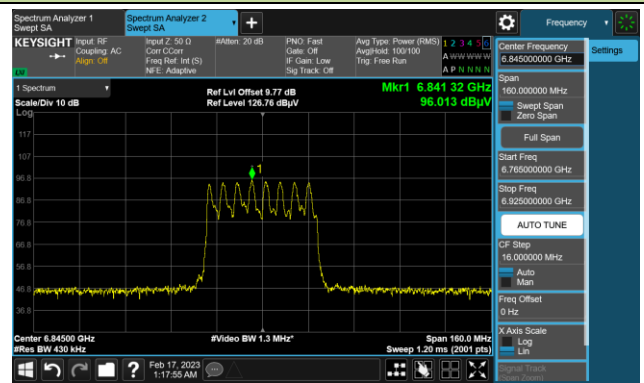 Spectrum Analyzer 1
Swept SA
Spectrum Analyzer 2
Swept SA
Frequency
KEYSIGHT
Input: RF
Coupling: AC
Align: Off
Input Z: 50 Ω
Corr CCorr
Freq Ref: Int (S)
NFE: Adaptive
#Atten: 20 dB
PNO: Fast
Gate: Off
IF Gain: Low
Sig Track: Off
Avg Type: Power (RMS)
Avg|Hold: 100/100
Trig: Free Run
1 2 3 4 5 6
A W W W W W
A P N N N N
LW
1 Spectrum
Scale/Div 10 dB
Log
Ref Lvl Offset 9.77 dB
Ref Level 126.76 dBµV
Mkr1 6.841 32 GHz
96.013 dBµV
117
107
96.8
86.8
76.8
66.8
56.8
46.8
36.8
1
Center 6.84500 GHz
#Res BW 430 kHz
#Video BW 1.3 MHz*
Span 160.0 MHz
Sweep 1.20 ms (2001 pts)
Center Frequency
6.845000000 GHz
Settings
Span
160.000000 MHz
Swept Span
Zero Span
Full Span
Start Freq
6.765000000 GHz
Stop Freq
6.925000000 GHz
AUTO TUNE
CF Step
16.000000 MHz
Auto
Man
Freq Offset
0 Hz
X Axis Scale
Log
Lin
Signal Track
(Span Zoom)
?
Feb 17, 2023
1:17:55 AM